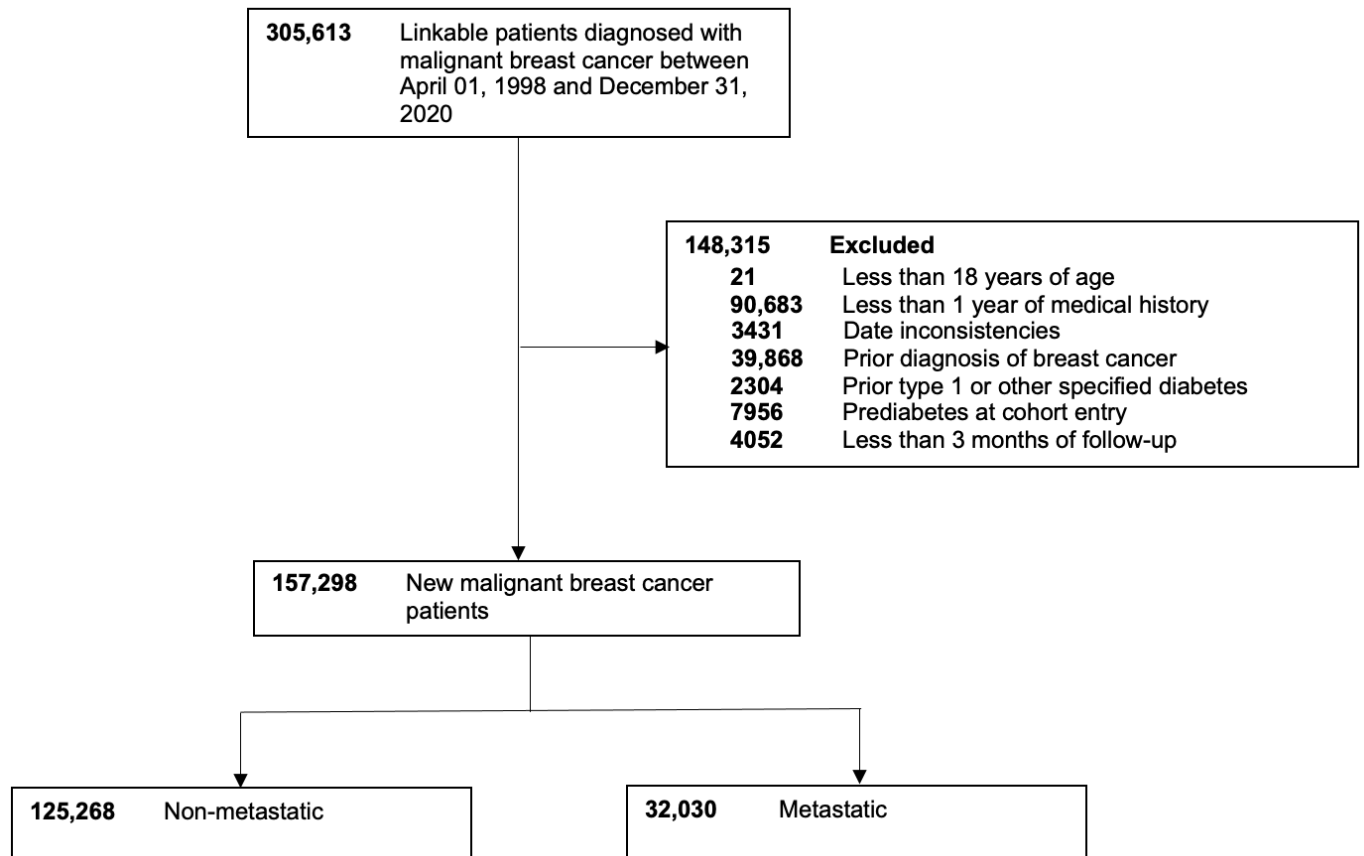 305,613 Linkable patients diagnosed with
malignant breast cancer between
April 01, 1998 and December 31,
2020
148,315 Excluded
21 Less than 18 years of age
90,683 Less than 1 year of medical history
3431 Date inconsistencies
39,868 Prior diagnosis of breast cancer
2304 Prior type 1 or other specified diabetes
7956 Prediabetes at cohort entry
4052 Less than 3 months of follow-up
157,298 New malignant breast cancer
patients
125,268 Non-metastatic
32,030 Metastatic